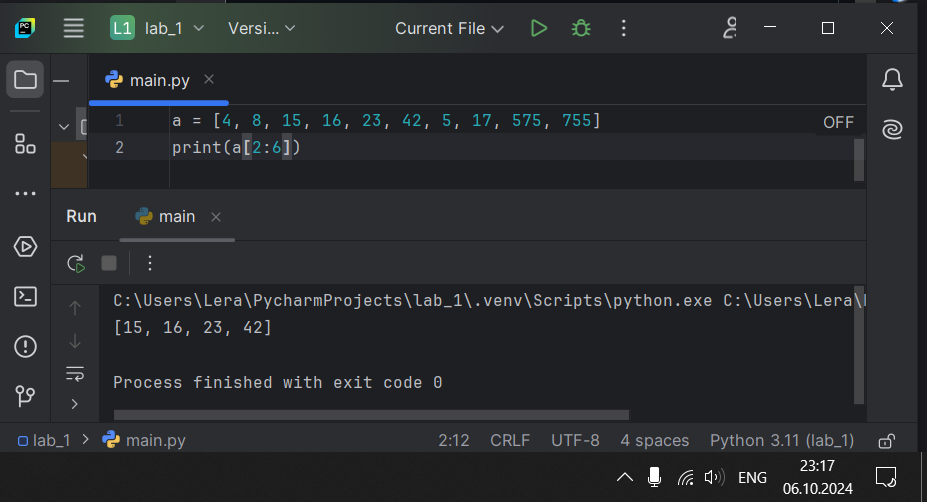 PC L1 lab_1 Versi... Current File
main.py
1 a = [4, 8, 15, 16, 23, 42, 5, 17, 575, 755]
OFF
2 print(a[2:6])
Run main
C:\Users\Lera\PycharmProjects\lab_1\.venv\Scripts\python.exe C:\Users\Lera\
[15, 16, 23, 42]
Process finished with exit code 0
lab_1 > main.py 2:12 CRLF UTF-8 4 spaces Python 3.11 (lab_1)
ENG 23:17
06.10.2024